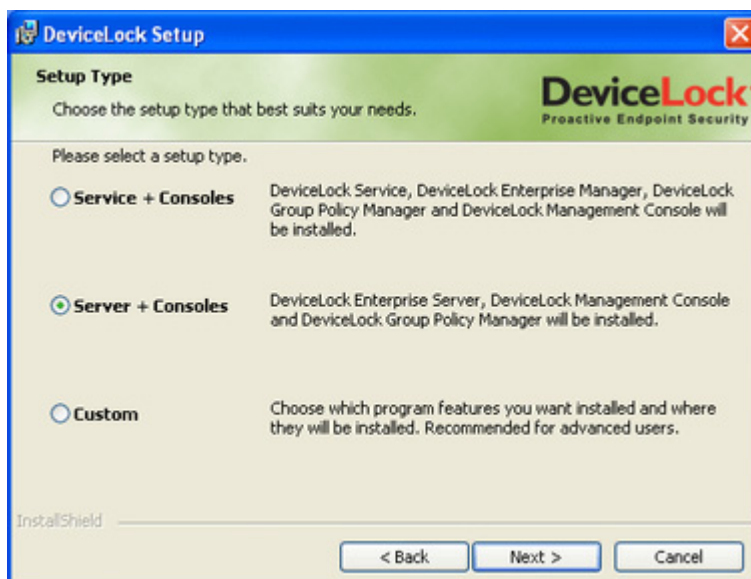 DeviceLock Setup
Setup Type
Choose the setup type that best suits your needs.
DeviceLock
Proactive Endpoint Security
Please select a setup type.
Service + Consoles
DeviceLock Service, DeviceLock Enterprise Manager, DeviceLock
Group Policy Manager and DeviceLock Management Console will
be installed.
Server + Consoles
DeviceLock Enterprise Server, DeviceLock Management Console
and DeviceLock Group Policy Manager will be installed.
Custom
Choose which program features you want installed and where
they will be installed. Recommended for advanced users.
InstallShield
< Back
Next >
Cancel